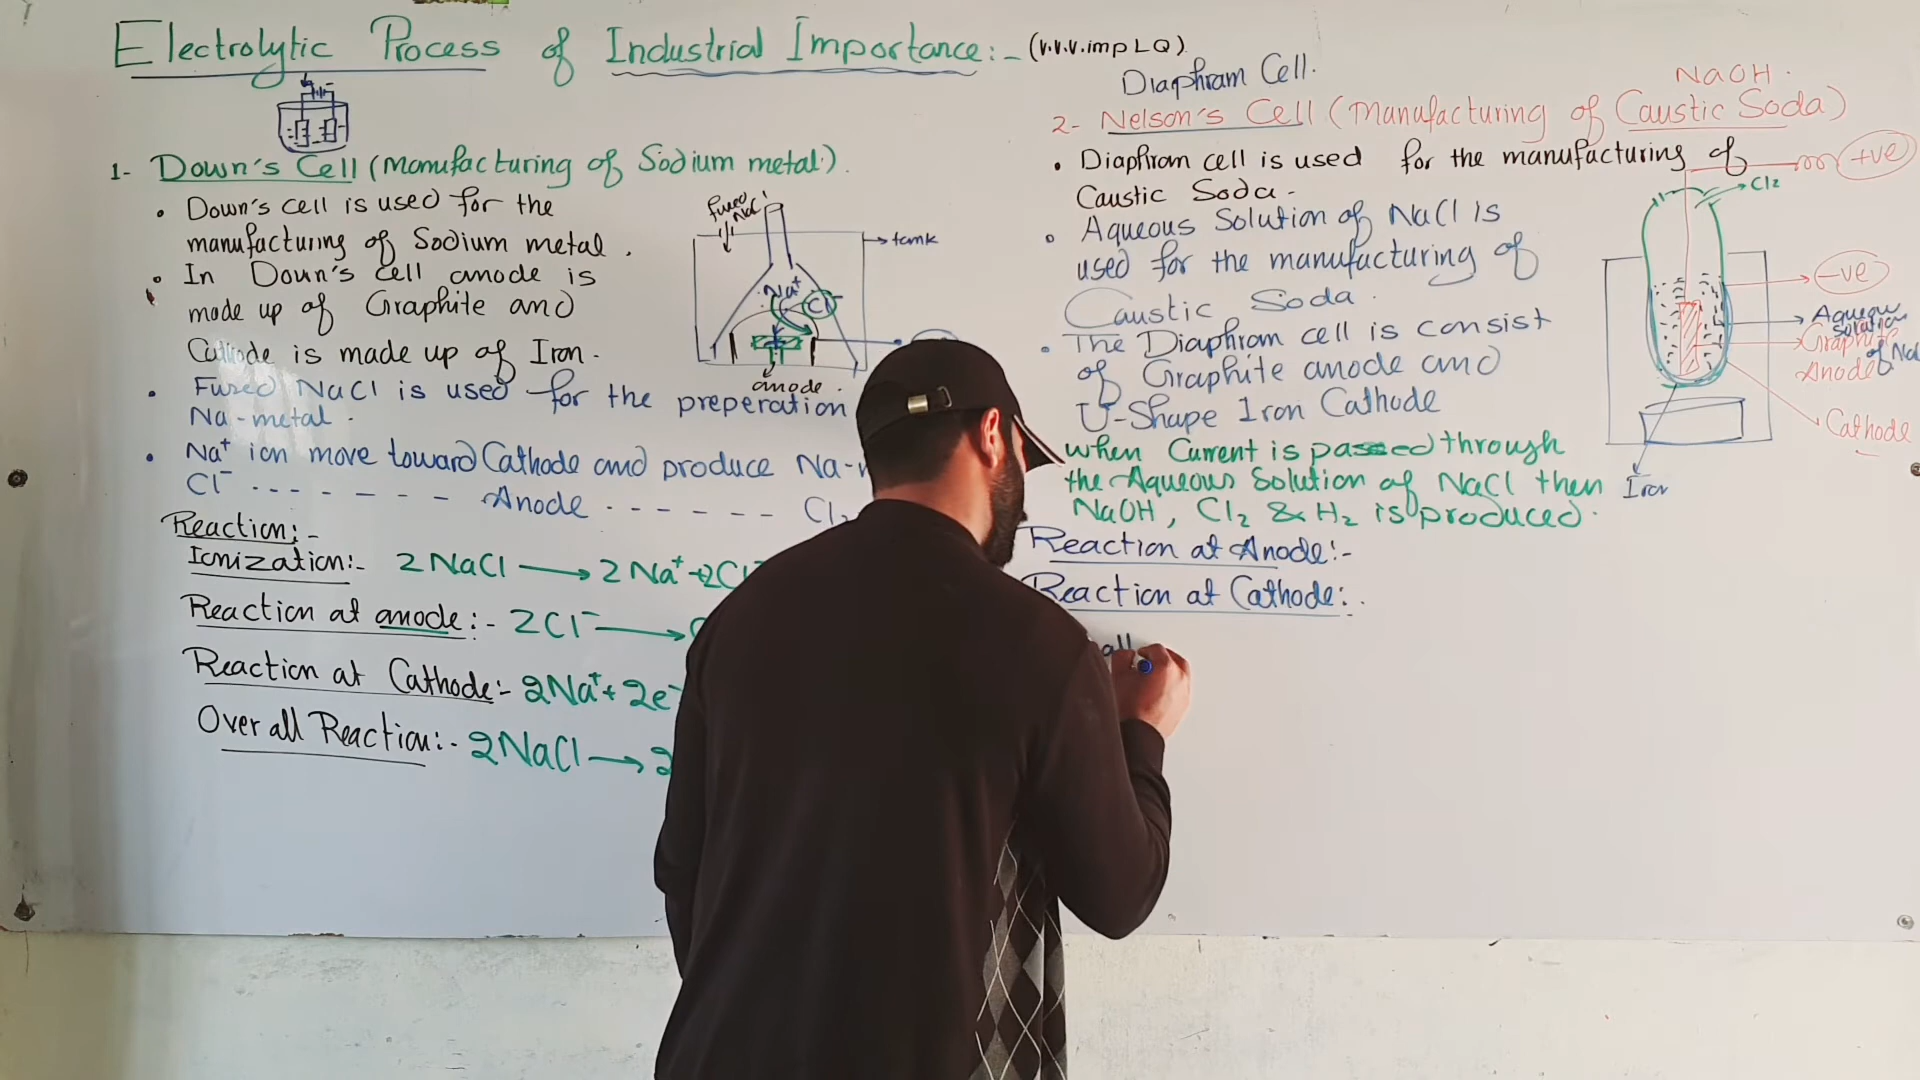 Electrolytic Process of Industrial Importance:- (v.v.v.imp LQ)
1- Down's Cell (Manufacturing of Sodium metal).
• Down's cell is used for the
manufacturing of Sodium metal.
• In Down's cell anode is
made up of Graphite and
Cathode is made up of Iron.
• Fused NaCl is used for the preperation
Na-metal.
• Na⁺ ion move toward Cathode and produce Na-
Cl⁻ - - - - - - - Anode - - - - - - Cl₂
Reaction:-
Ionization:- 2NaCl ⟶ 2Na⁺+2Cl⁻
Reaction at anode:- 2Cl⁻ ⟶
Reaction at Cathode:- 2Na⁺+ 2e⁻
Over all Reaction:- 2NaCl ⟶ 2
fused
NaCl
tank
Na⁺
Cl⁻
anode.
Diaphram Cell.
NaOH.
2- Nelson's Cell (Manufacturing of Caustic Soda)
• Diaphram cell is used for the manufacturing of
Caustic Soda-
• Aqueous Solution of NaCl is
used for the manufacturing of
Caustic Soda.
• The Diaphram cell is consist
of Graphite anode and
U-Shape Iron Cathode
when Current is passed through
the Aqueous Solution of NaCl then
NaOH, Cl₂ & H₂ is produced.
Reaction at Anode:-
Reaction at Cathode:-
all
+ve
Cl₂
-ve
Aqueous
solution
of NaCl
Graphite
Anode
Cathode
Iron